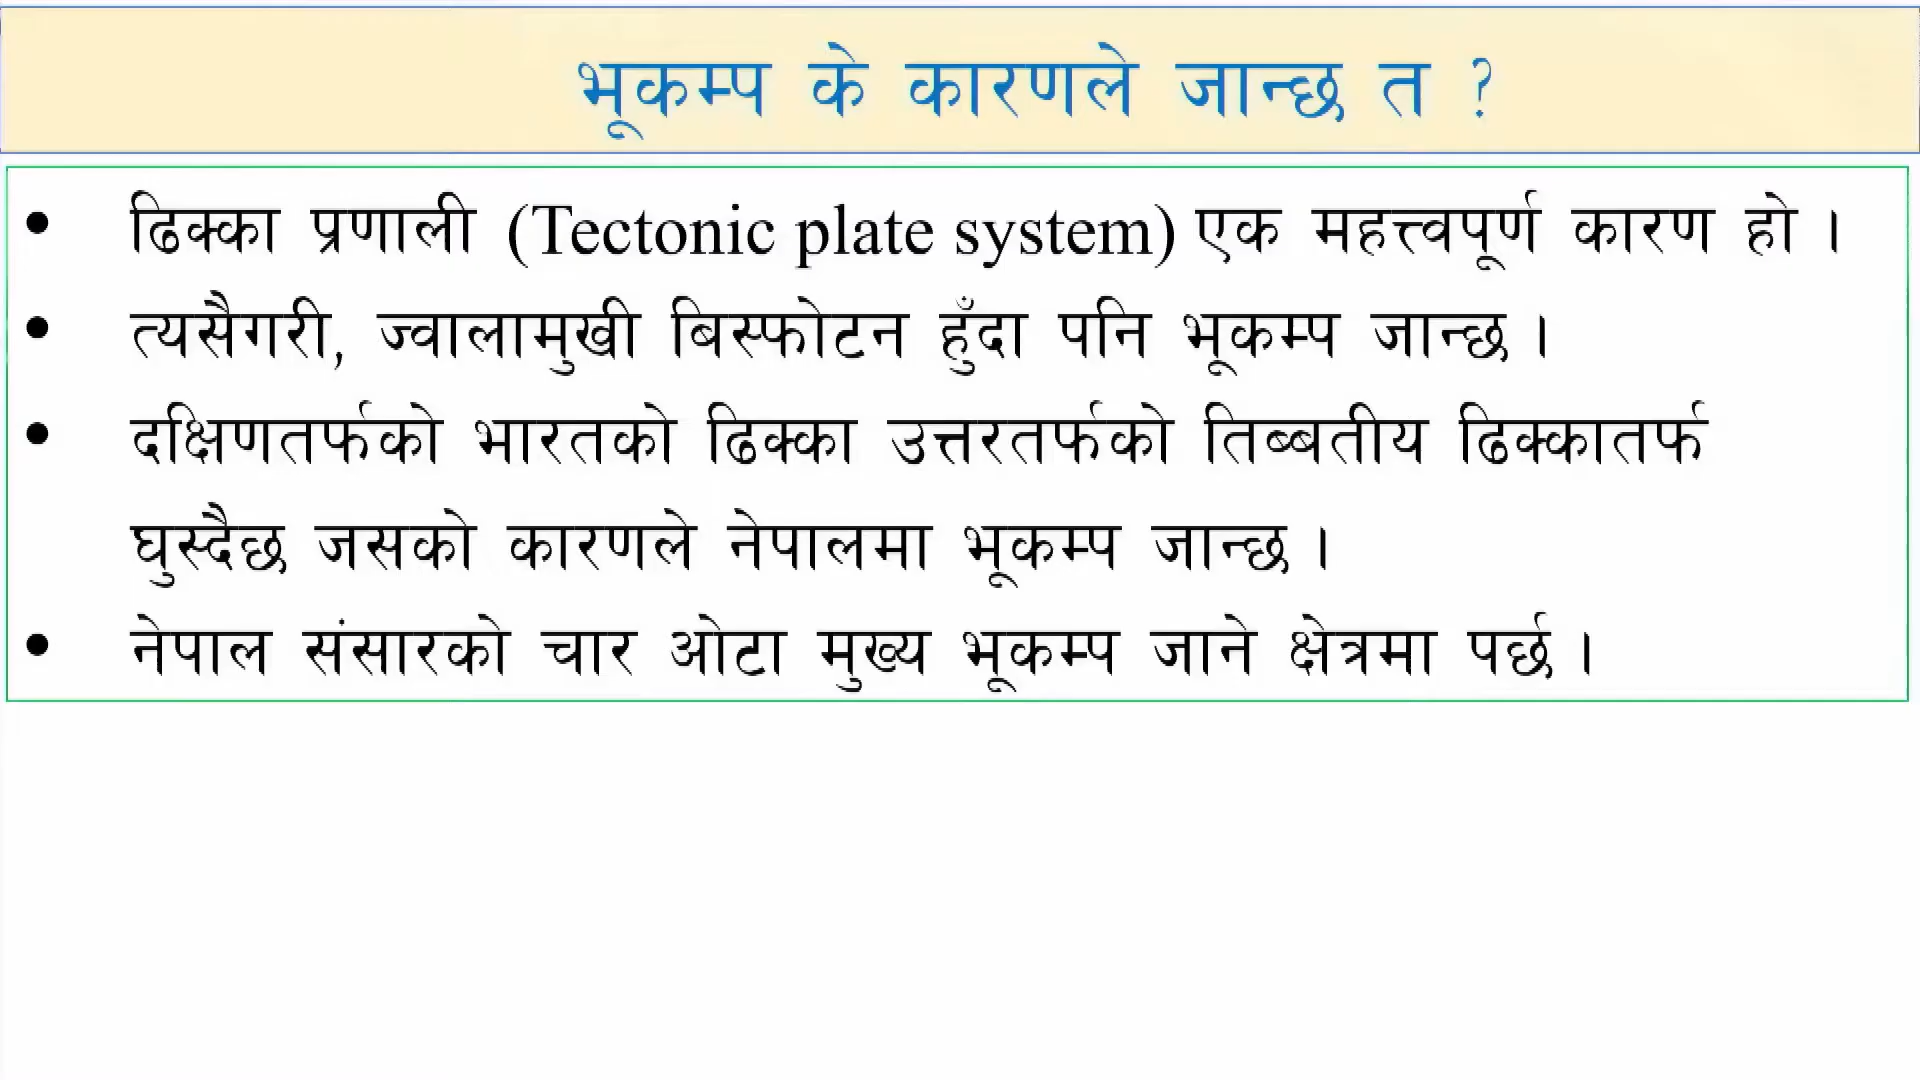 भूकम्प के कारणले जान्छ त ?
• ढिक्का प्रणाली (Tectonic plate system) एक महत्त्वपूर्ण कारण हो ।
• त्यसैगरी, ज्वालामुखी बिस्फोटन हुँदा पनि भूकम्प जान्छ ।
• दक्षिणतर्फको भारतको ढिक्का उत्तरतर्फको तिब्बतीय ढिक्कातर्फ
घुस्दैछ जसको कारणले नेपालमा भूकम्प जान्छ ।
• नेपाल संसारको चार ओटा मुख्य भूकम्प जाने क्षेत्रमा पर्छ ।